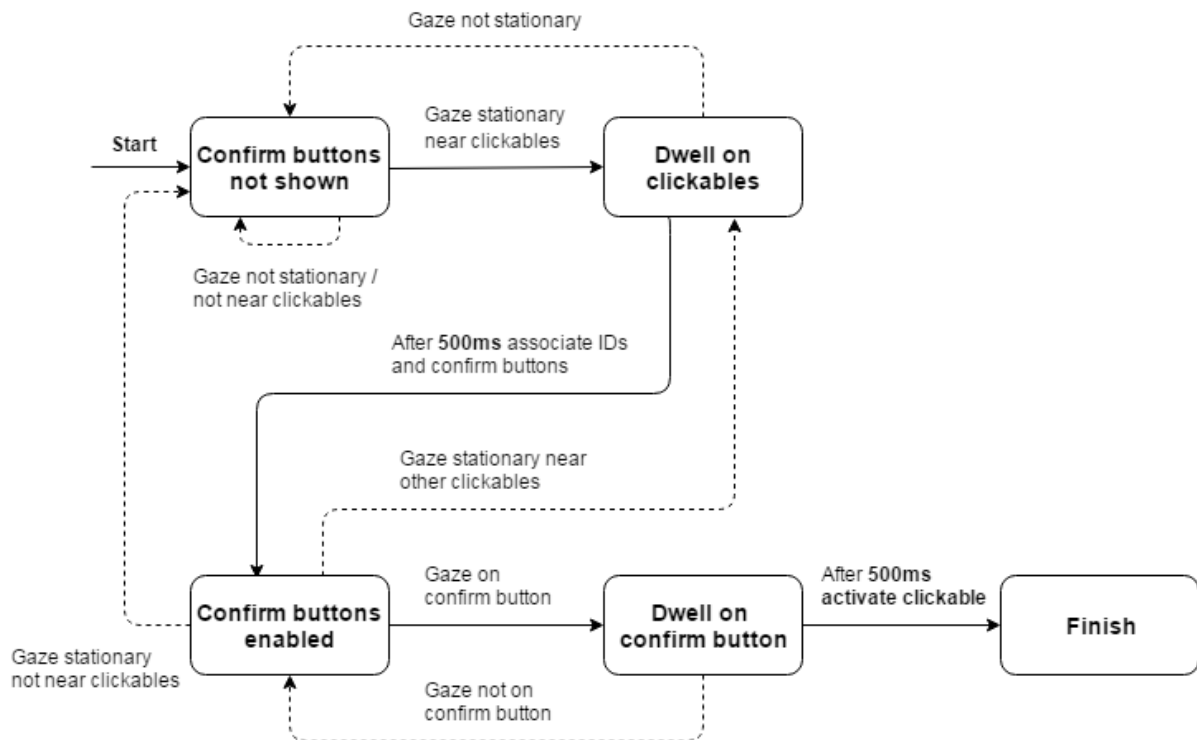 Gaze not stationary
Start
Confirm buttons
not shown
Gaze stationary
near clickables
Dwell on
clickables
Gaze not stationary /
not near clickables
After 500ms associate IDs
and confirm buttons
Gaze stationary near
other clickables
Confirm buttons
enabled
Gaze on
confirm button
Dwell on
confirm button
After 500ms
activate clickable
Finish
Gaze stationary
not near clickables
Gaze not on
confirm button